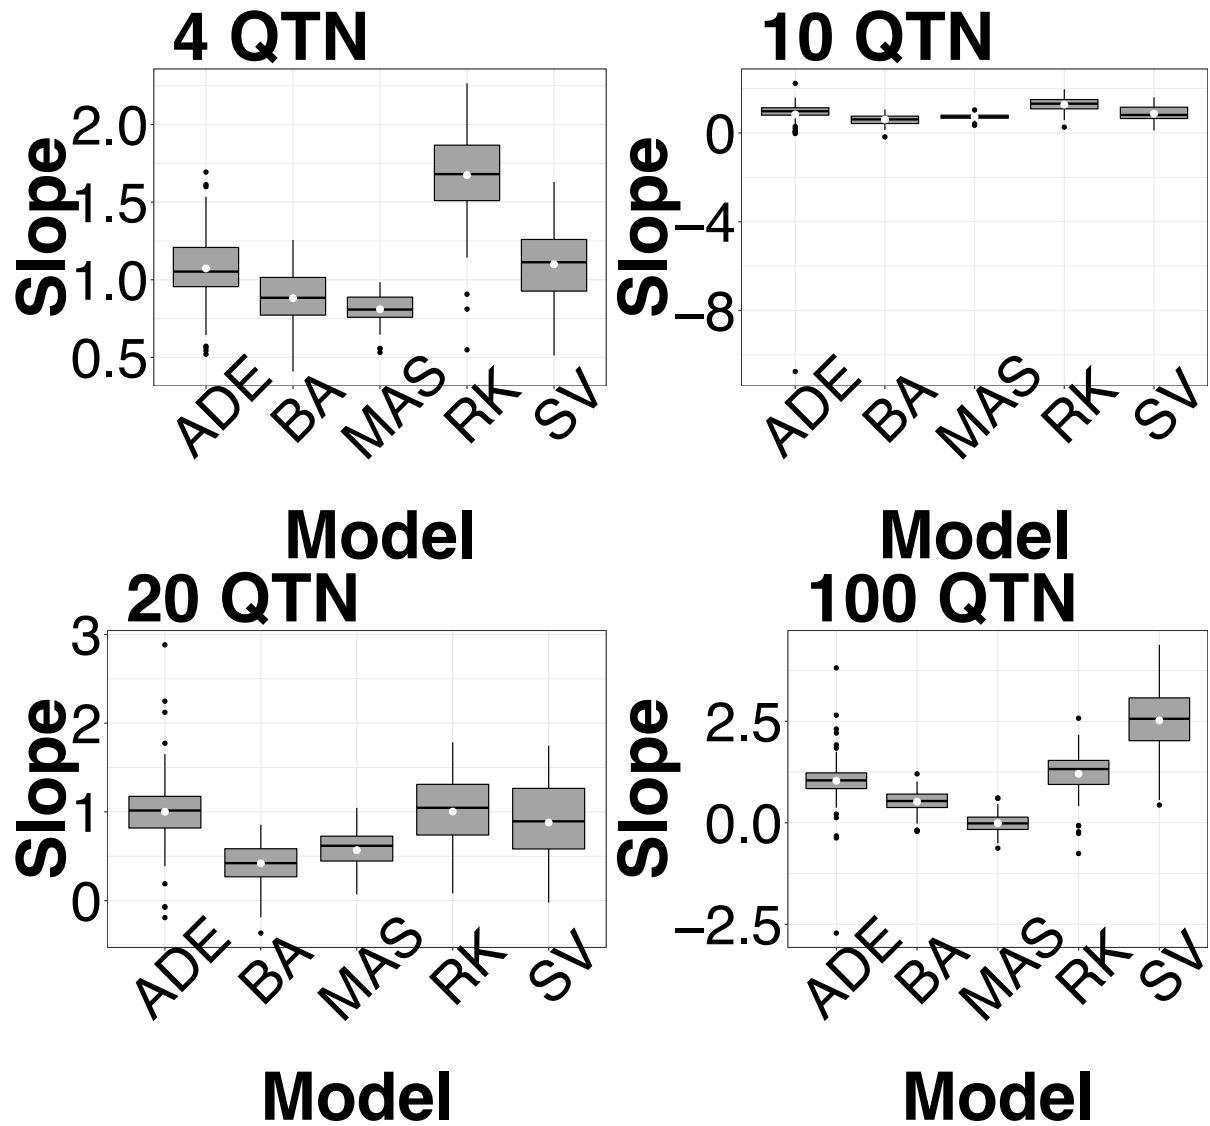 4 QTN
Slope
2.0
1.5
1.0
0.5
ADE BA MAS RK SV
Model
10 QTN
Slope
0
−4
−8
ADE BA MAS RK SV
Model
20 QTN
Slope
3
2
1
0
ADE BA MAS RK SV
Model
100 QTN
Slope
2.5
0.0
−2.5
ADE BA MAS RK SV
Model